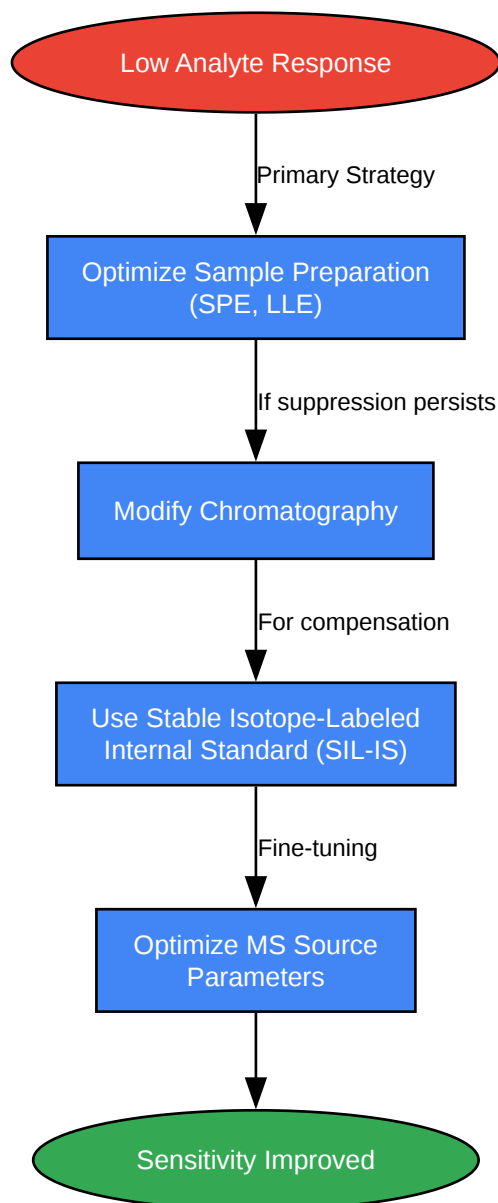 Low Analyte Response
Primary Strategy
Optimize Sample Preparation
(SPE, LLE)
If suppression persists
Modify Chromatography
For compensation
Use Stable Isotope-Labeled
Internal Standard (SIL-IS)
Fine-tuning
Optimize MS Source
Parameters
Sensitivity Improved